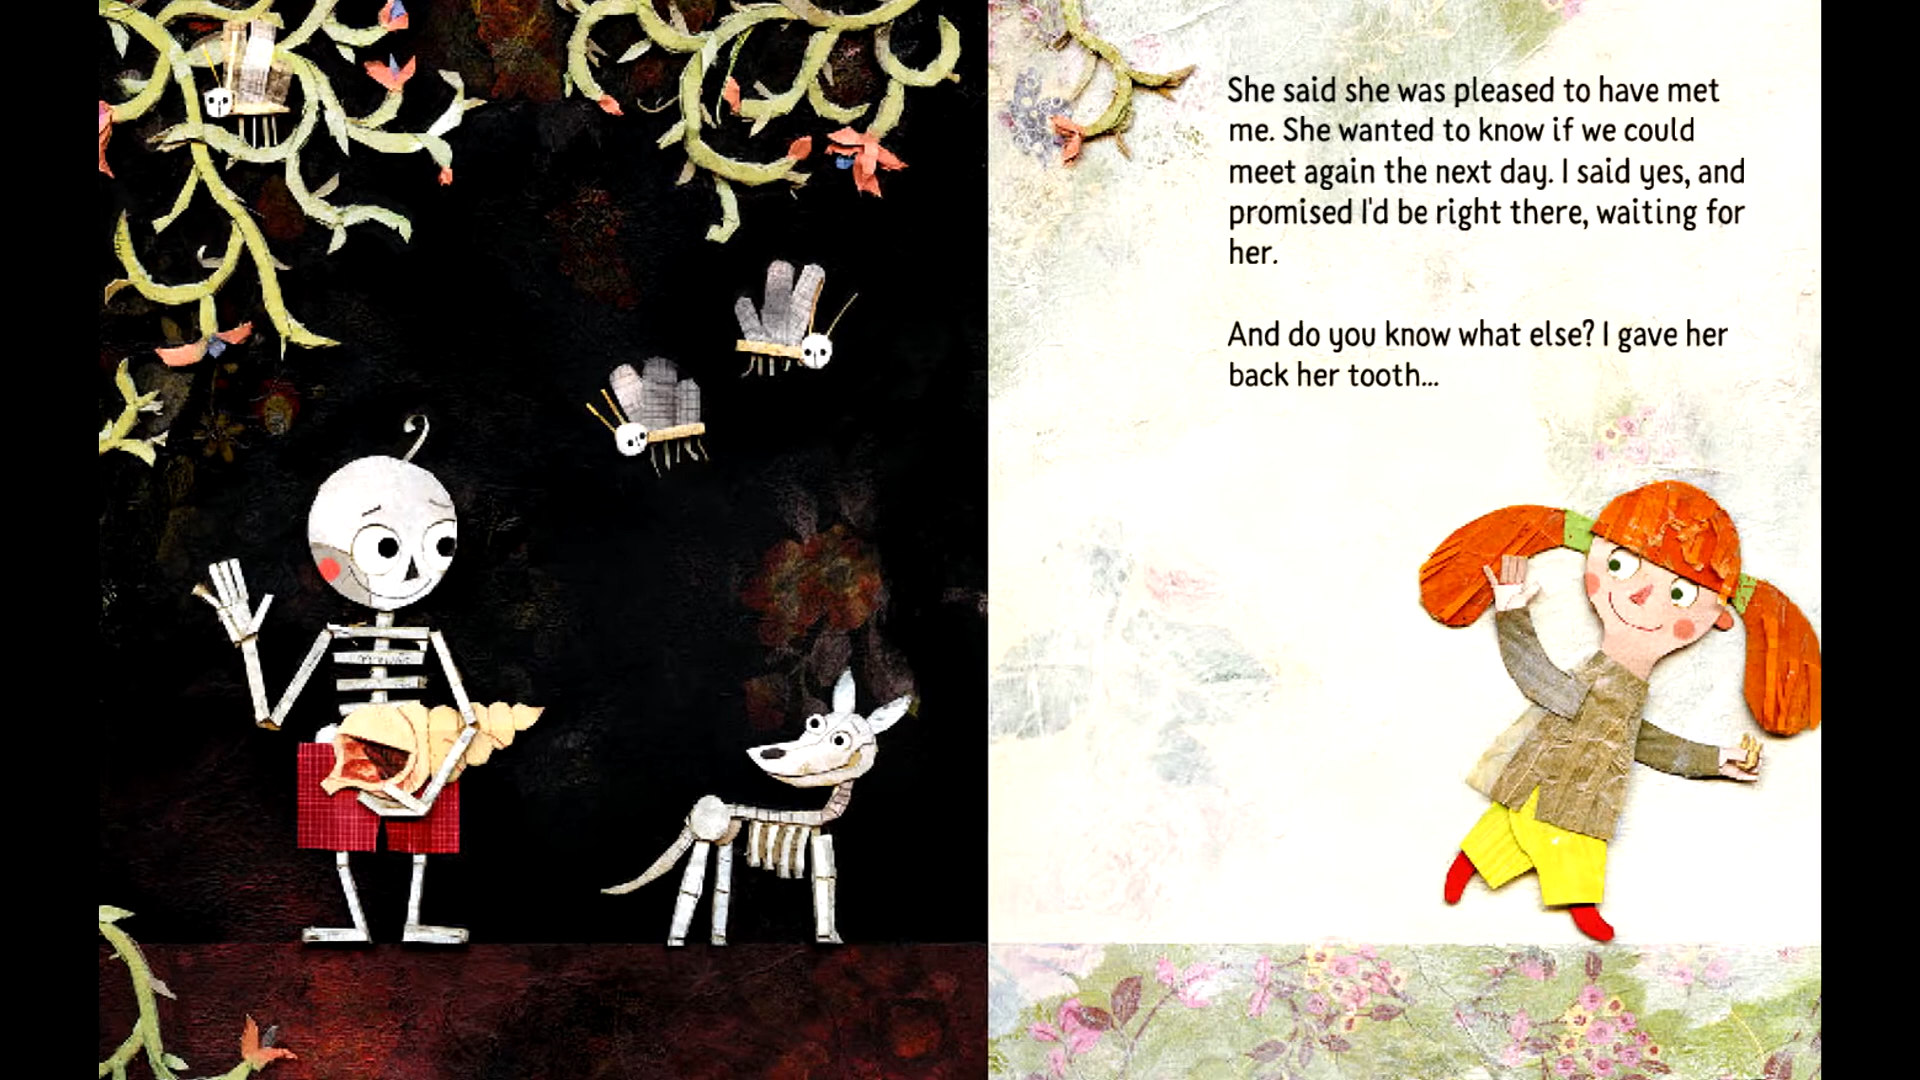 She said she was pleased to have met
me. She wanted to know if we could
meet again the next day. I said yes, and
promised I'd be right there, waiting for
her.
And do you know what else? I gave her
back her tooth...